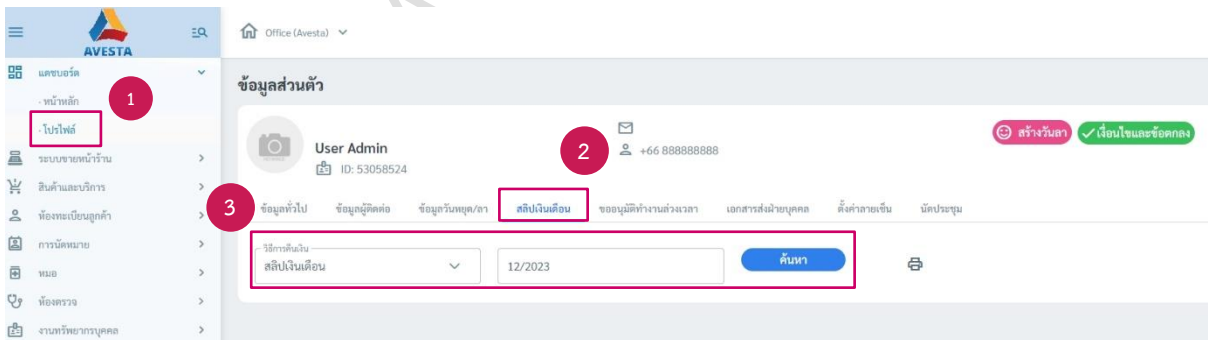 AVESTA
Office (Avesta)
แดชบอร์ด
· หน้าหลัก
1
· โปรไฟล์
ระบบขายหน้าร้าน
สินค้าและบริการ
ห้องทะเบียนลูกค้า
การนัดหมาย
หมอ
ห้องตรวจ
งานทรัพยากรบุคคล
ข้อมูลส่วนตัว
User Admin
ID: 53058524
2
+66 888888888
สร้างวันลา
เงื่อนไขและข้อตกลง
3
ข้อมูลทั่วไป ข้อมูลผู้ติดต่อ ข้อมูลวันหยุด/ลา สลิปเงินเดือน ขออนุมัติทำงานล่วงเวลา เอกสารส่งฝ่ายบุคคล ตั้งค่าลายเซ็น นัดประชุม
วิธีการคืนเงิน
สลิปเงินเดือน 12/2023 ค้นหา